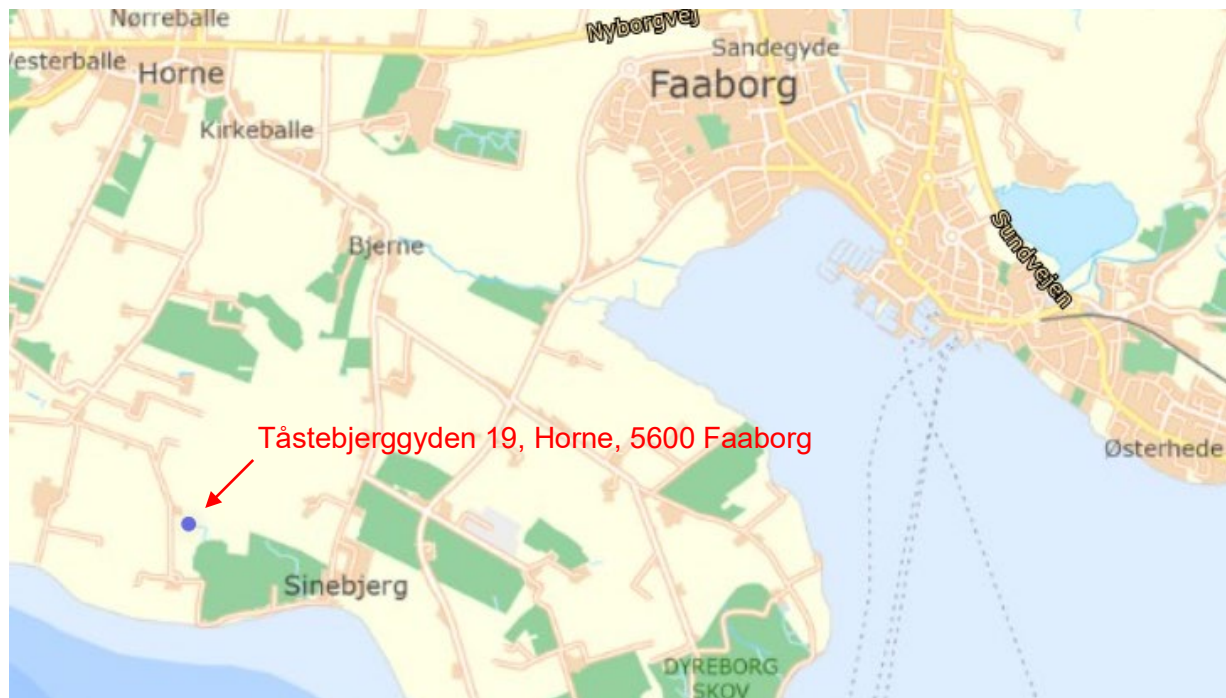 Nørreballe
Nyborgvej
Sandegyde
Vesterballe
Horne
Faaborg
Kirkeballe
Bjerne
Sundvejen
Tåstebjerggyden 19, Horne, 5600 Faaborg
Østerhede
Sinebjerg
DYREBORG
SKOV